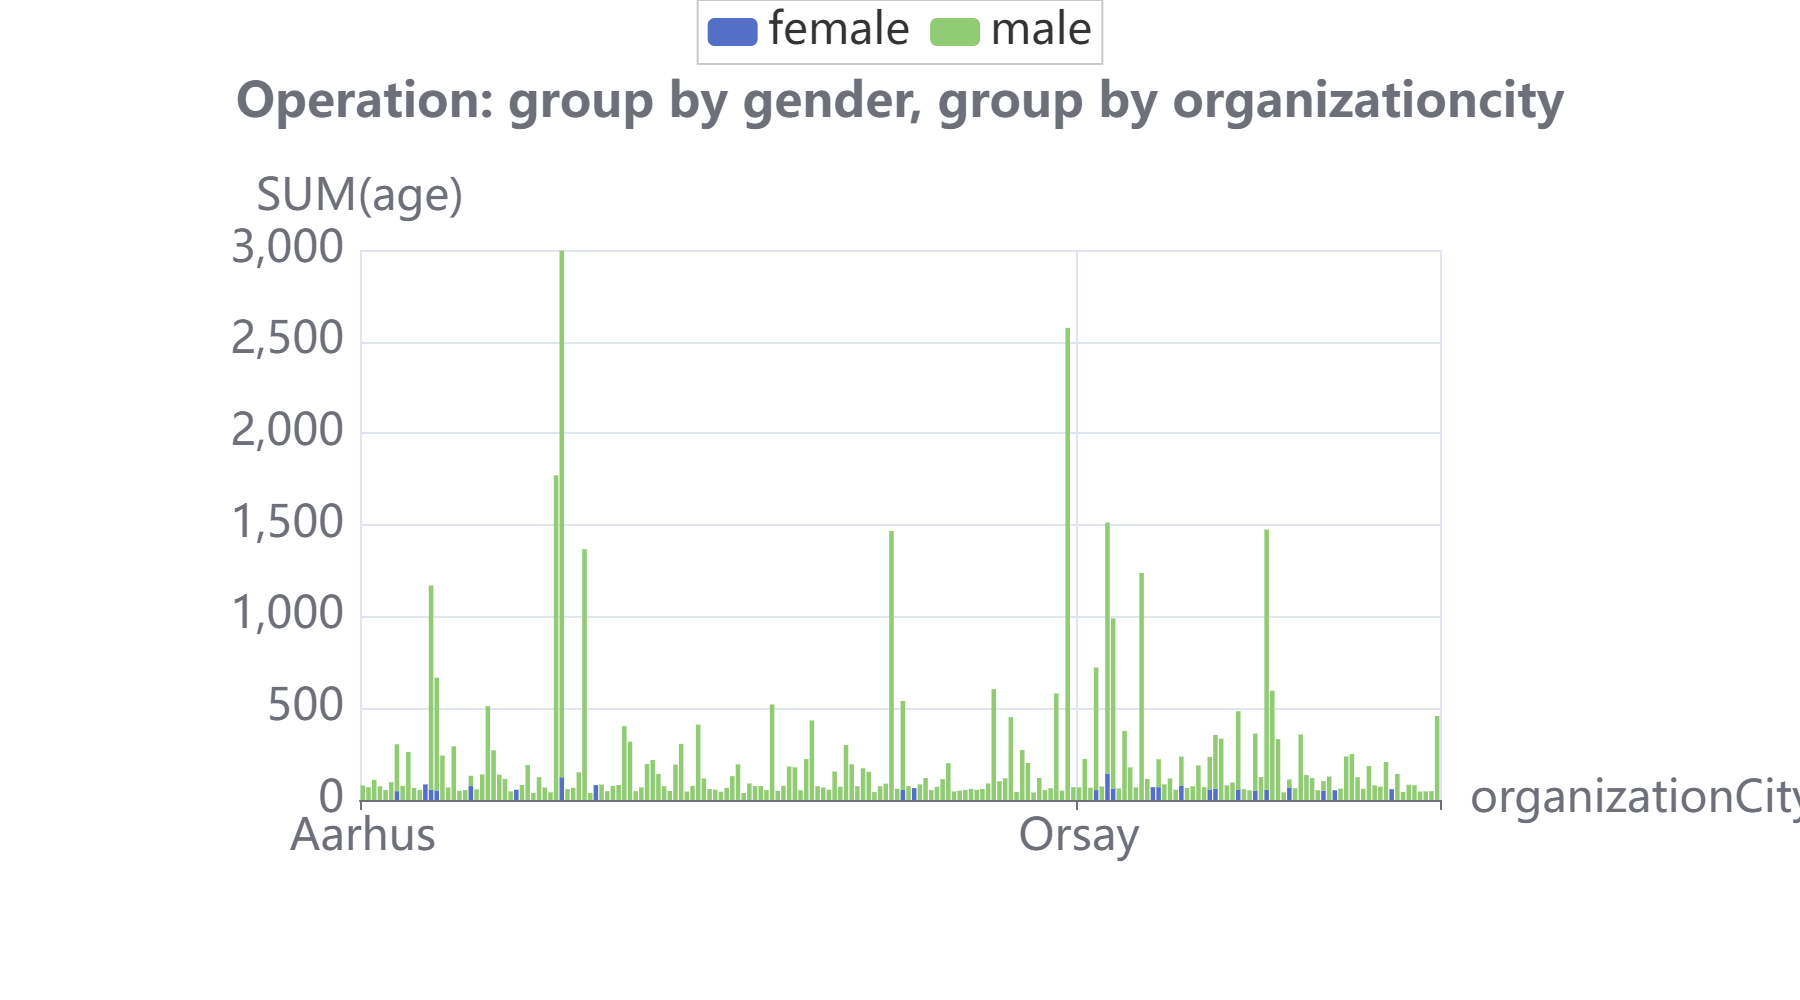 female male
Operation: group by gender, group by organizationcity
SUM(age)
3,000
2,500
2,000
1,500
1,000
500
0
organizationCity
Aarhus Orsay